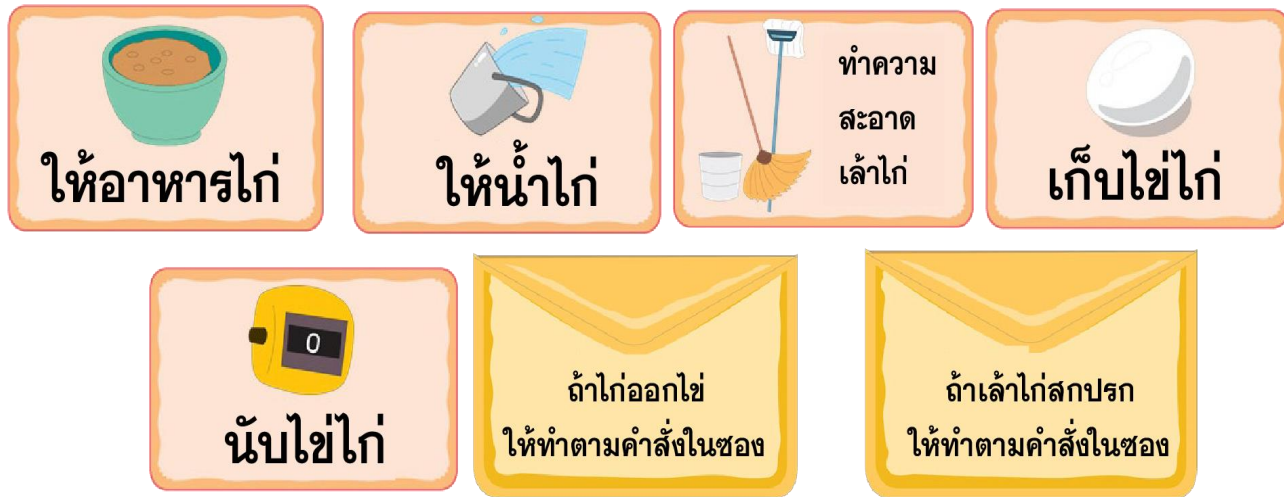 ให้อาหารไก่
ให้น้ำไก่
ทำความ
สะอาด
เล้าไก่
เก็บไข่ไก่
0
นับไข่ไก่
ถ้าไก่ออกไข่
ให้ทำตามคำสั่งในซอง
ถ้าเล้าไก่สกปรก
ให้ทำตามคำสั่งในซอง